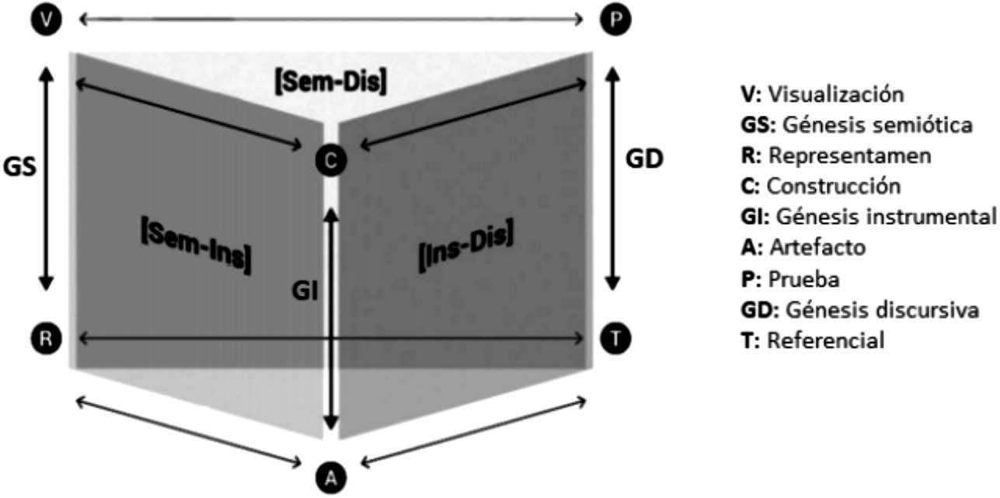 V
P
[Sem-Dis]
GS
C
GD
[Sem-Ins]
[Ins-Dis]
GI
R
T
A
V: Visualización
GS: Génesis semiótica
R: Representamen
C: Construcción
GI: Génesis instrumental
A: Artefacto
P: Prueba
GD: Génesis discursiva
T: Referencial